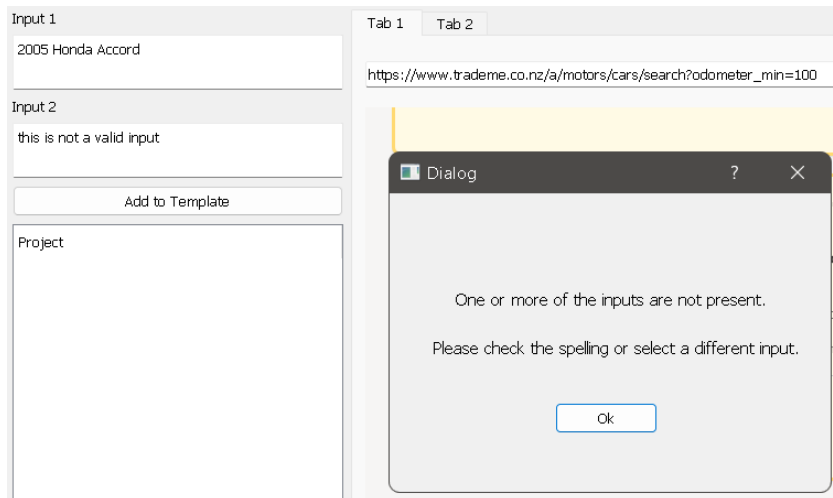 Input 1
2005 Honda Accord
Input 2
this is not a valid input
Add to Template
Project
Tab 1
Tab 2
https://www.trademe.co.nz/a/motors/cars/search?odometer_min=100
Dialog
?
One or more of the inputs are not present.
Please check the spelling or select a different input.
Ok